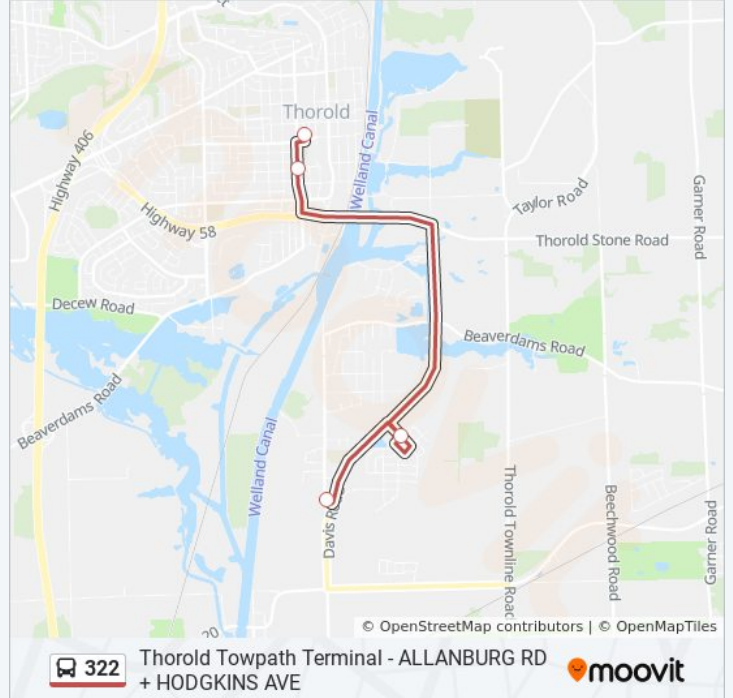 Thorold
Highway 406
Welland Canal
Taylor Road
Garner Road
Highway 58
Thorold Stone Road
Decew Road
Beaverdams Road
Beaverdams Road
Welland Canal
Davis
Thorold Townline Road
Beechwood Road
Garner Road
20
© OpenStreetMap contributors | © OpenMapTiles
322
Thorold Towpath Terminal - ALLANBURG RD
+ HODGKINS AVE
moovit